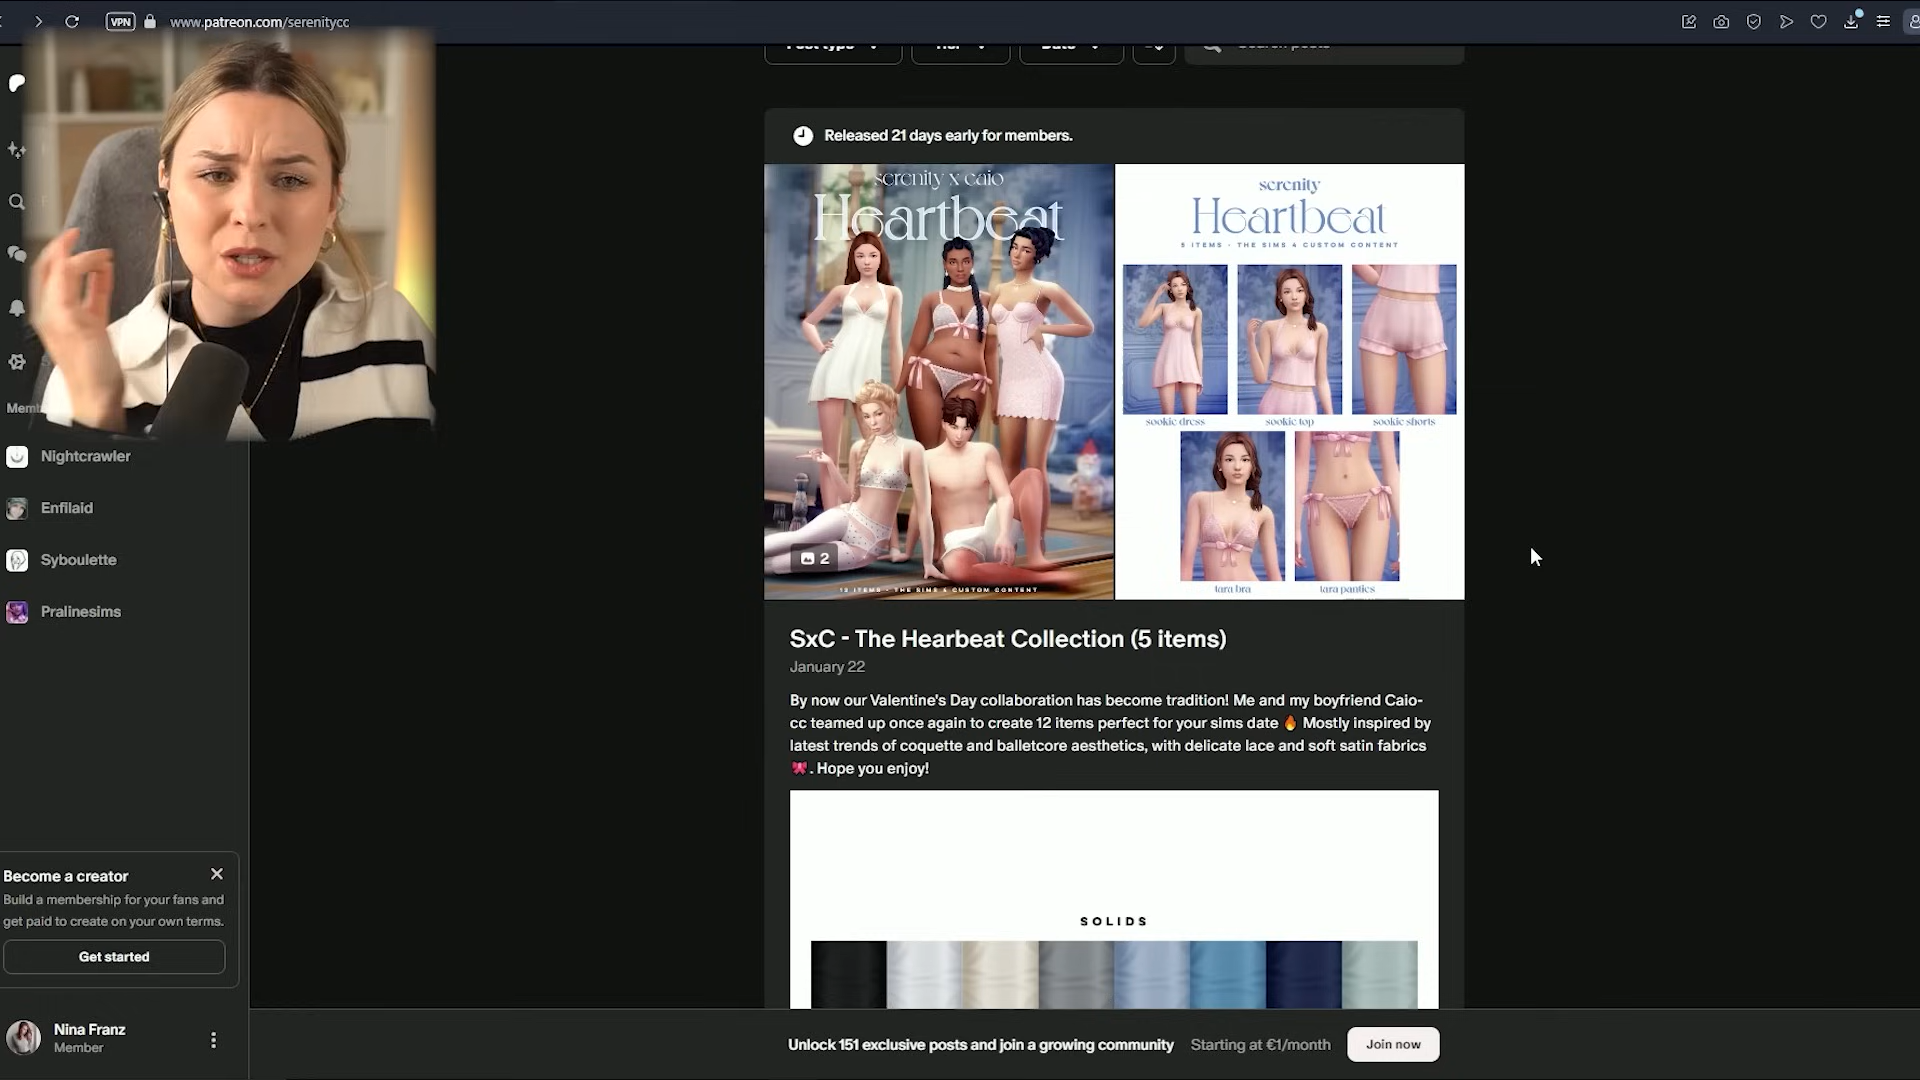 VPN
www.patreon.com/serenitycc
Post type
Tier
Date
Search posts
Released 21 days early for members.
serenity x caio
Heartbeat
12 ITEMS - THE SIMS 4 CUSTOM CONTENT
2
serenity
Heartbeat
5 ITEMS - THE SIMS 4 CUSTOM CONTENT
sookie dress
sookie top
sookie shorts
tara bra
tara panties
SxC - The Hearbeat Collection (5 items)
January 22
By now our Valentine's Day collaboration has become tradition! Me and my boyfriend Caio-
cc teamed up once again to create 12 items perfect for your sims date 🔥 Mostly inspired by
latest trends of coquette and balletcore aesthetics, with delicate lace and soft satin fabrics
🎀. Hope you enjoy!
SOLIDS
Nightcrawler
Enfilaid
Syboulette
Pralinesims
Become a creator
Build a membership for your fans and
get paid to create on your own terms.
Get started
Nina Franz
Member
Unlock 151 exclusive posts and join a growing community
Starting at €1/month
Join now